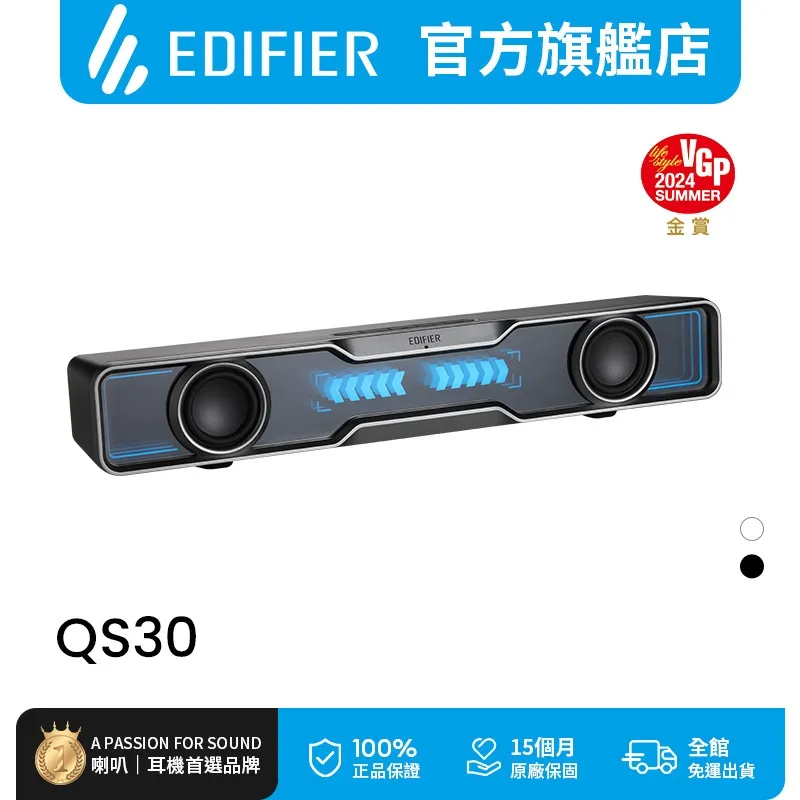 EDIFIER 官方旗艦店
life style VGP
2024
SUMMER
金賞
EDIFIER
QS30
1
A PASSION FOR SOUND
喇叭｜耳機首選品牌
100%
正品保證
15個月
原廠保固
全館
免運出貨